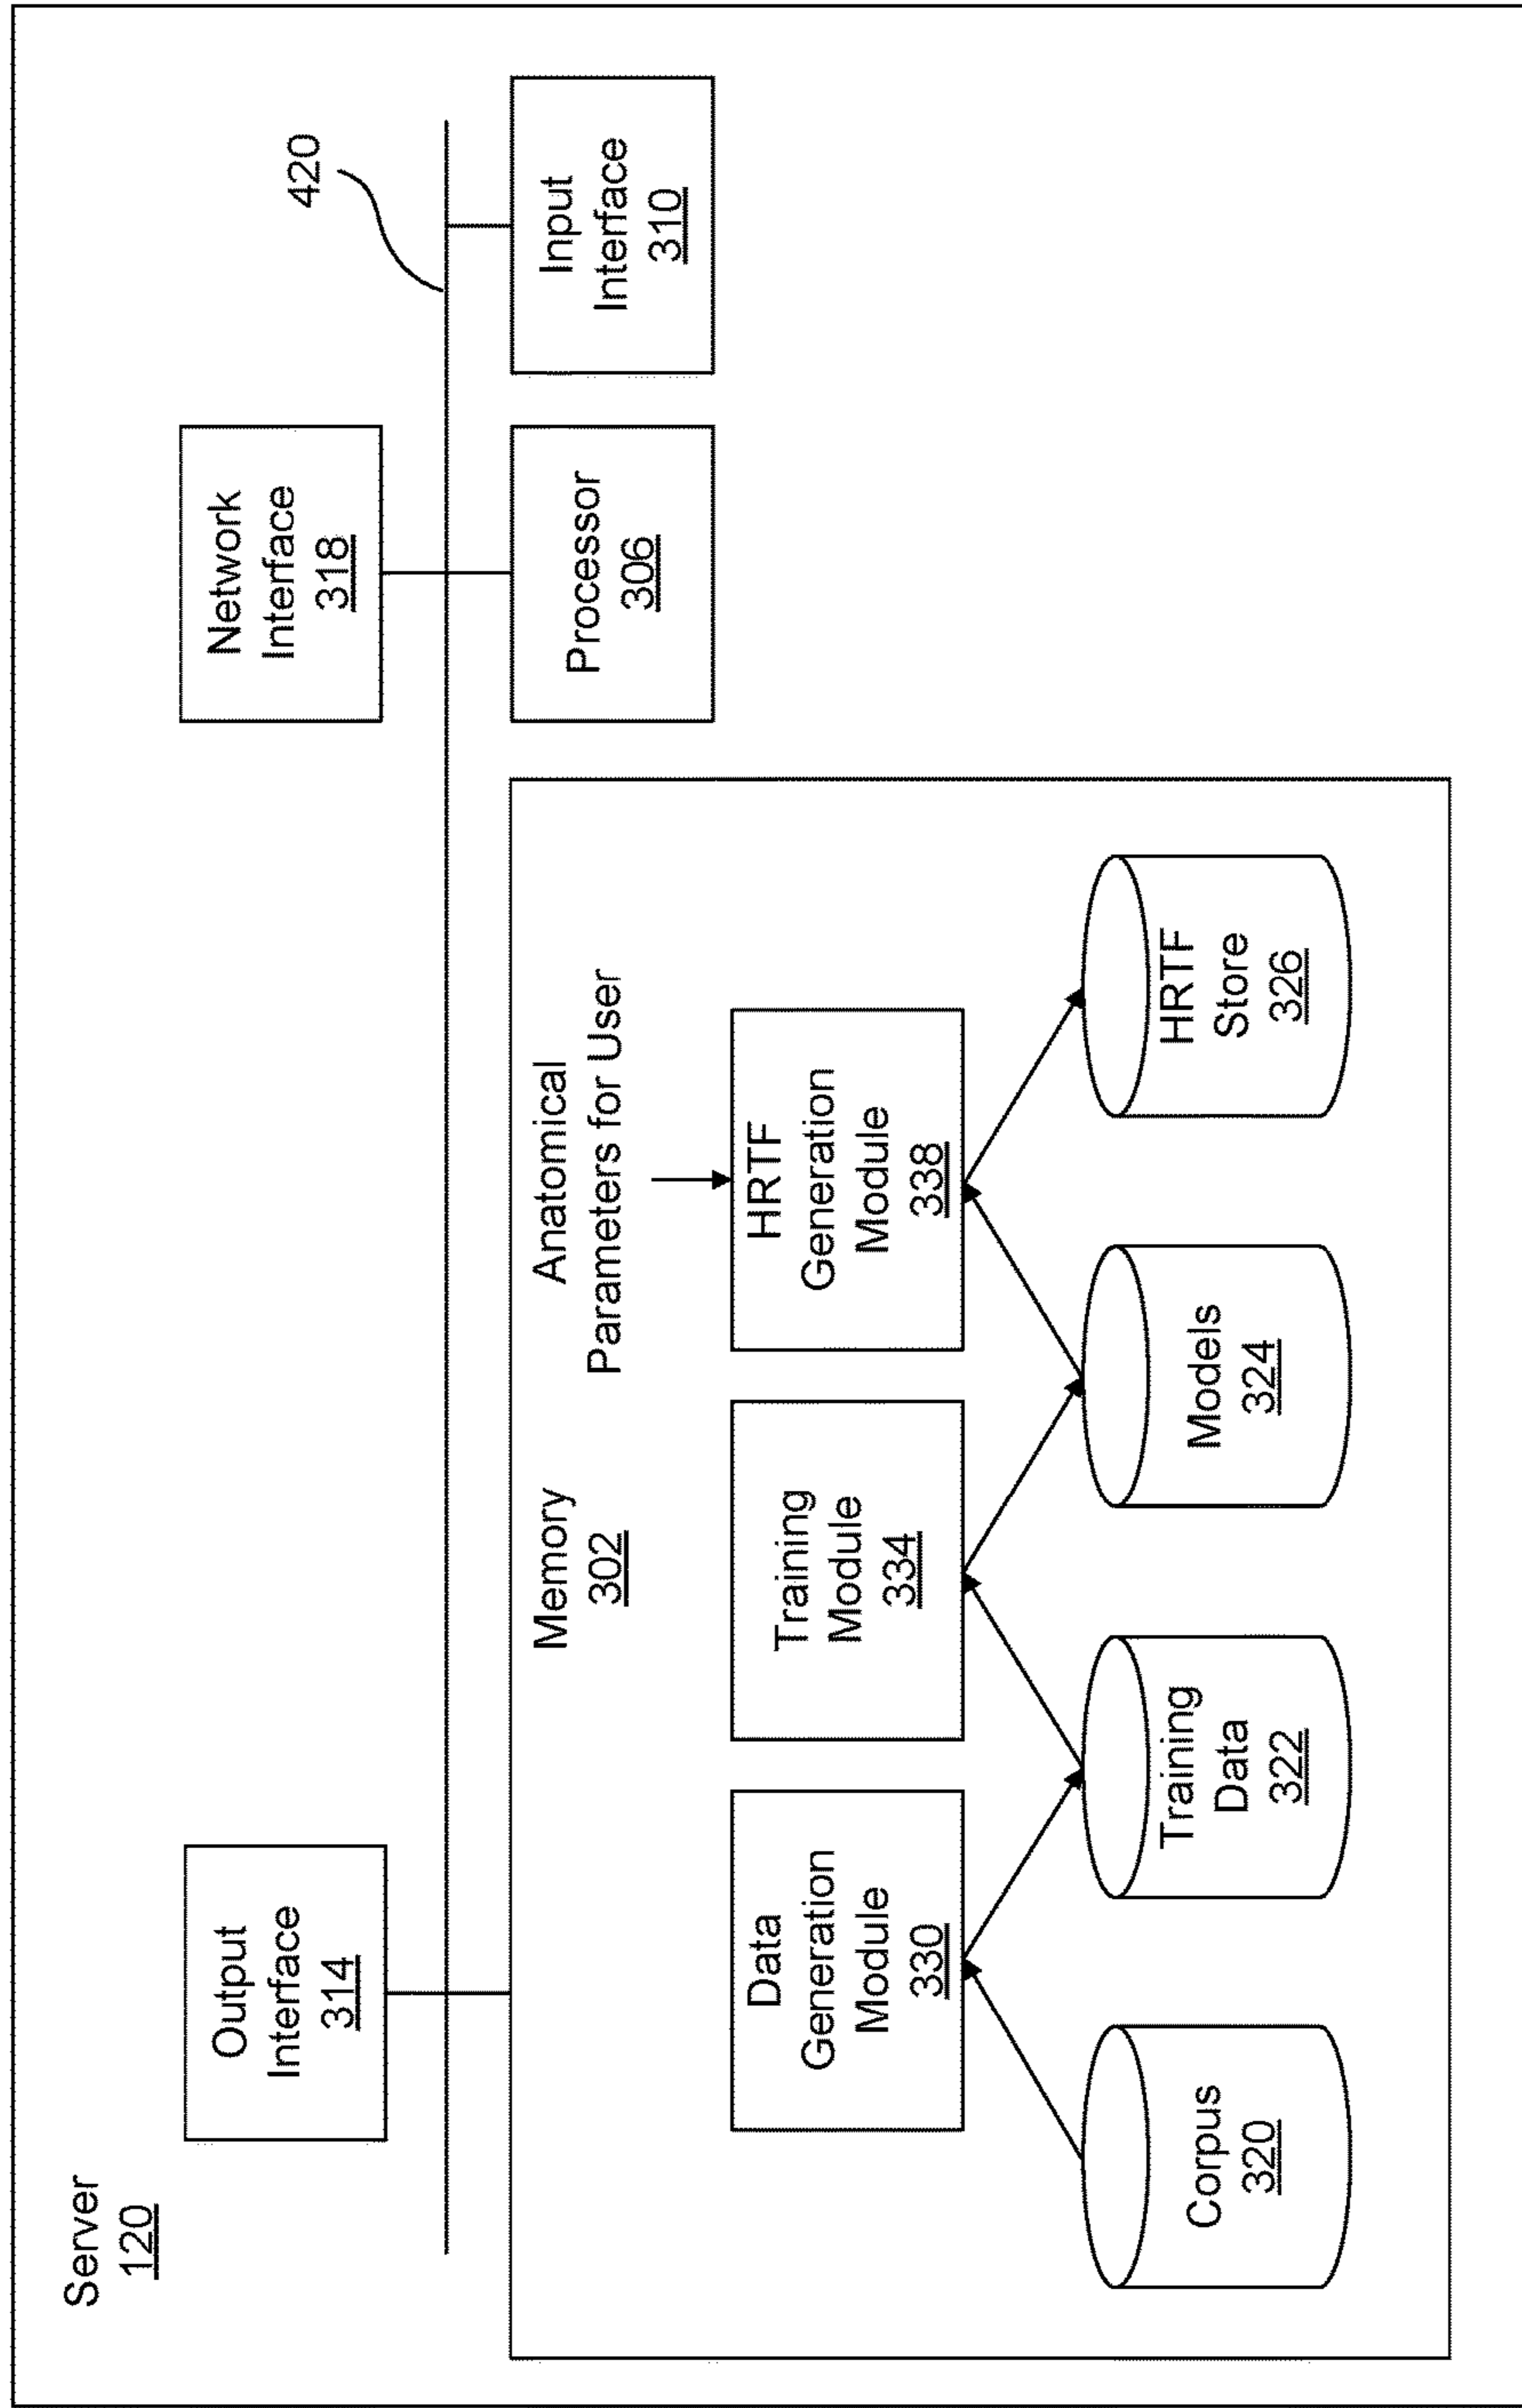 Server
120
Output
Interface
314
Network
Interface
318
420
Memory
302
Processor
306
Input
Interface
310
Anatomical
Parameters for User
Data
Generation
Module
330
Training
Module
334
HRTF
Generation
Module
338
Corpus
320
Training
Data
322
Models
324
HRTF
Store
326